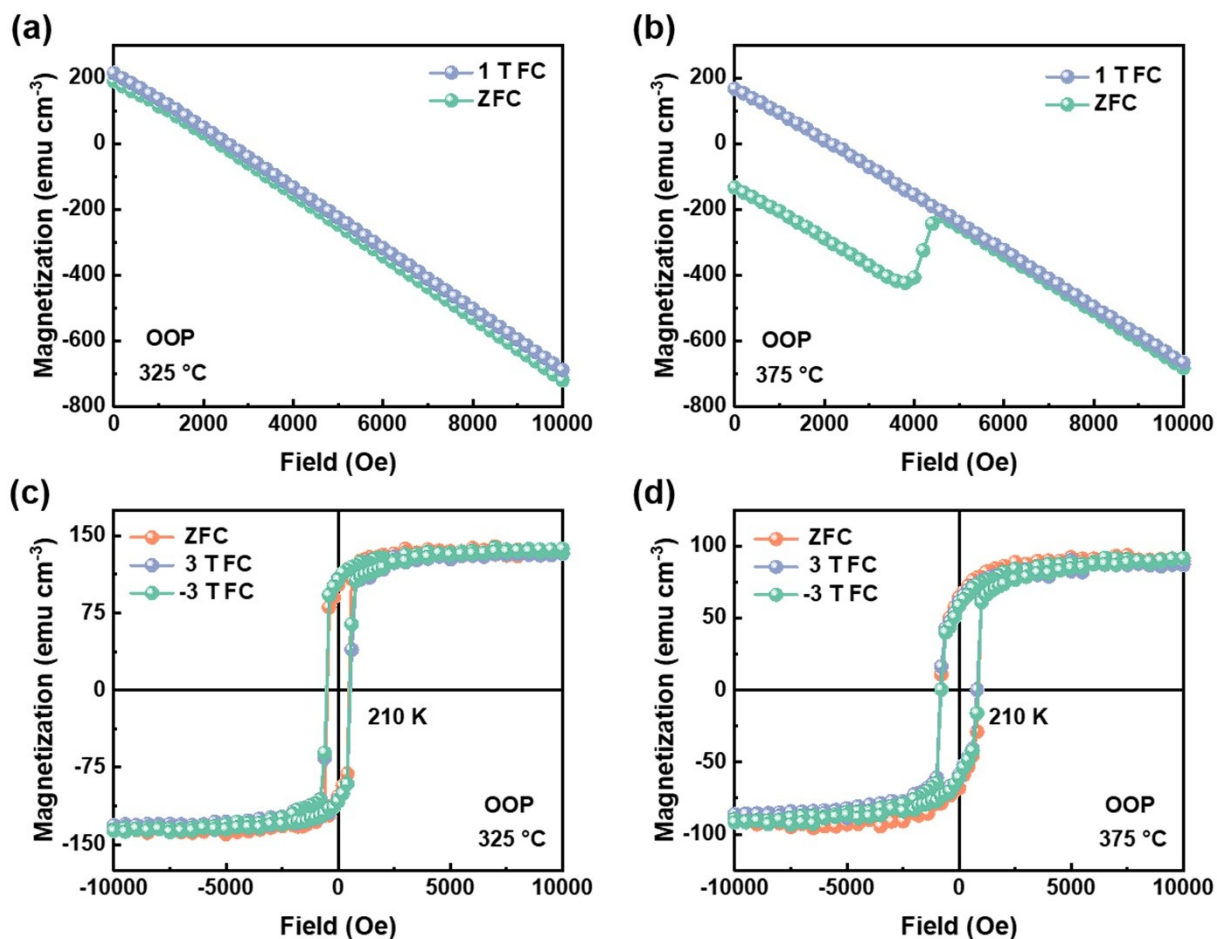 (a)
Magnetization (emu cm⁻³)
200
0
-200
-400
-600
-800
1 T FC
ZFC
OOP
325 °C
0 2000 4000 6000 8000 10000
Field (Oe)
(b)
Magnetization (emu cm⁻³)
200
0
-200
-400
-600
-800
1 T FC
ZFC
OOP
375 °C
0 2000 4000 6000 8000 10000
Field (Oe)
(c)
Magnetization (emu cm⁻³)
150
75
0
-75
-150
ZFC
3 T FC
-3 T FC
210 K
OOP
325 °C
-10000 -5000 0 5000 10000
Field (Oe)
(d)
Magnetization (emu cm⁻³)
100
50
0
-50
-100
ZFC
3 T FC
-3 T FC
210 K
OOP
375 °C
-10000 -5000 0 5000 10000
Field (Oe)